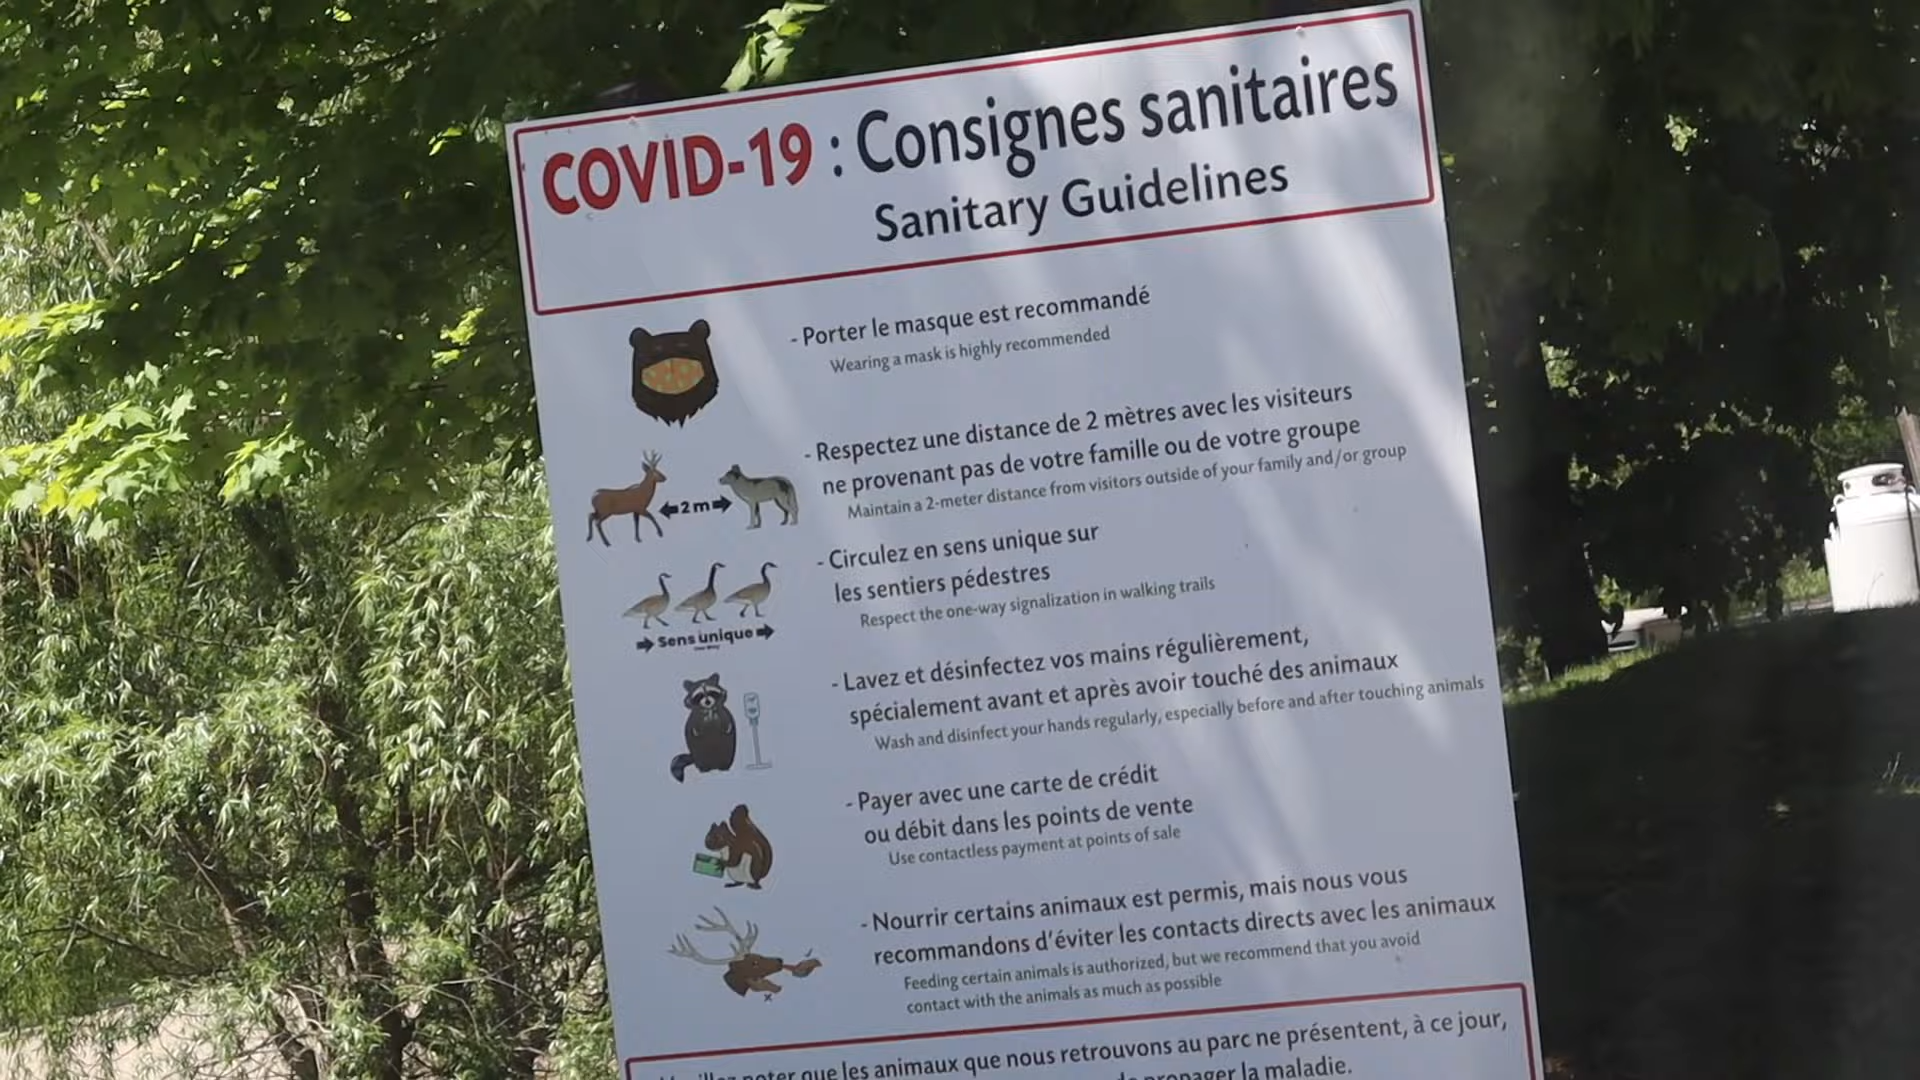 COVID-19 : Consignes sanitaires
Sanitary Guidelines
- Porter le masque est recommandé
Wearing a mask is highly recommended
- Respectez une distance de 2 mètres avec les visiteurs
ne provenant pas de votre famille ou de votre groupe
Maintain a 2-meter distance from visitors outside of your family and/or group
2 m
- Circulez en sens unique sur
les sentiers pédestres
Respect the one-way signalization in walking trails
Sens unique
- Lavez et désinfectez vos mains régulièrement,
spécialement avant et après avoir touché des animaux
Wash and disinfect your hands regularly, especially before and after touching animals
- Payer avec une carte de crédit
ou débit dans les points de vente
Use contactless payment at points of sale
- Nourrir certains animaux est permis, mais nous vous
recommandons d'éviter les contacts directs avec les animaux
Feeding certain animals is authorized, but we recommend that you avoid
contact with the animals as much as possible
noter que les animaux que nous retrouvons au parc ne présentent, à ce jour,
propager la maladie.